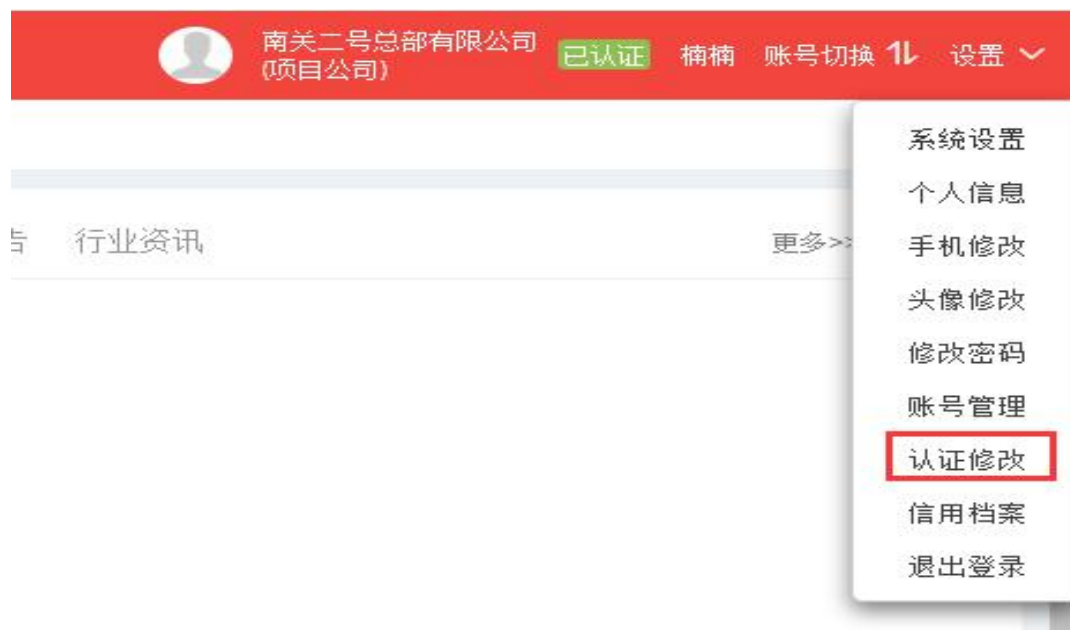 南关二号总部有限公司
(项目公司)
已认证 楠楠 账号切换 设置
系统设置
个人信息
告 行业资讯 更多>>
手机修改
头像修改
修改密码
账号管理
认证修改
信用档案
退出登录